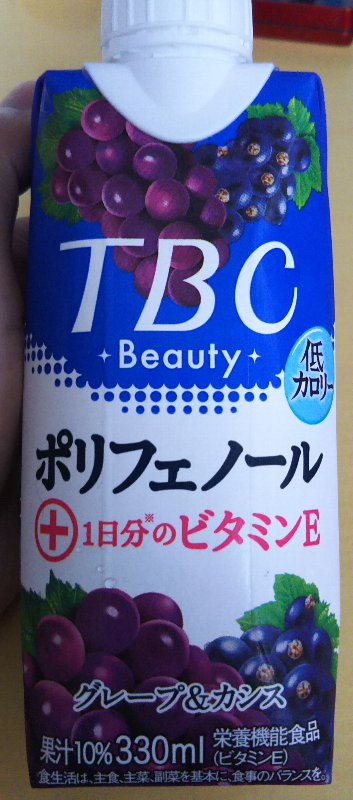 TBC
Beauty
低
カロリー
ポリフェノール
+1日分※のビタミンE
グレープ&カシス
果汁10% 330ml 栄養機能食品
(ビタミンE)
食生活は、主食、主菜、副菜を基本に、食事のバランスを。